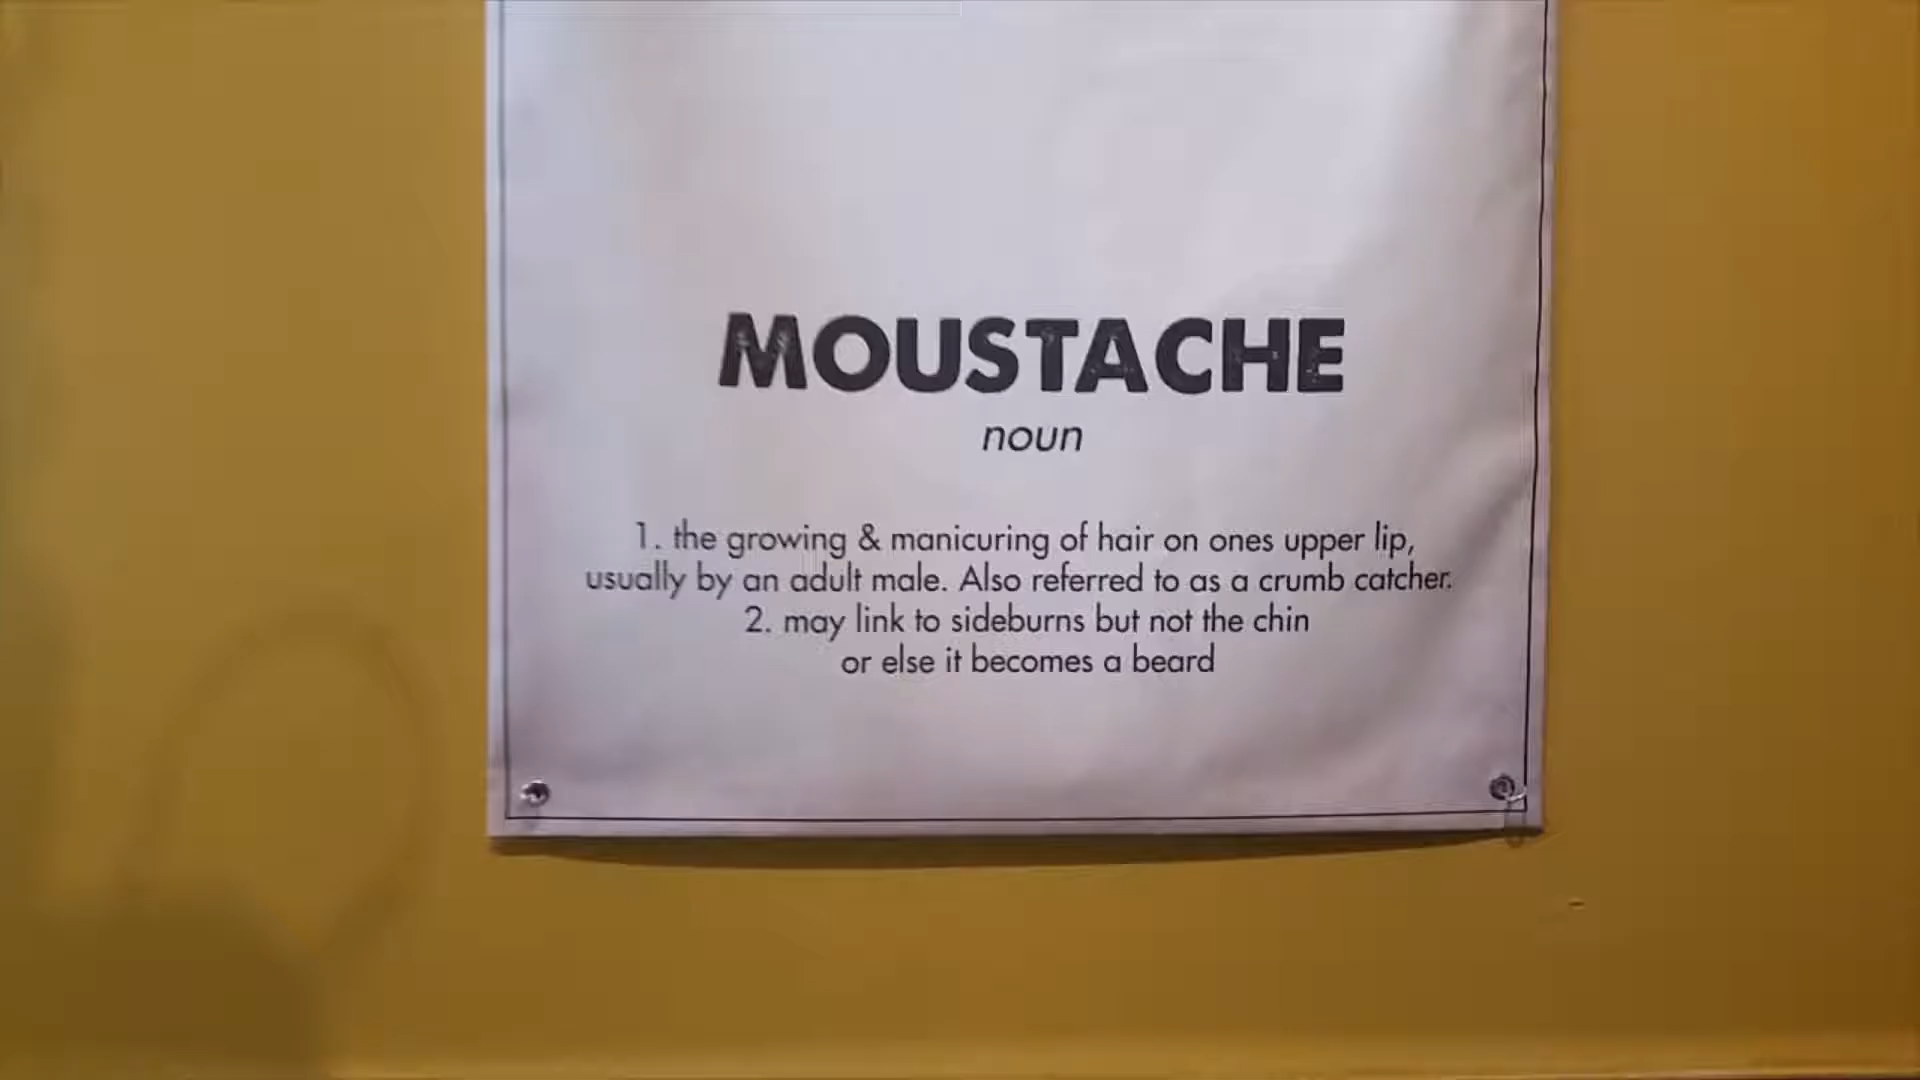 MOUSTACHE
noun
1. the growing & manicuring of hair on ones upper lip,
usually by an adult male. Also referred to as a crumb catcher.
2. may link to sideburns but not the chin
or else it becomes a beard